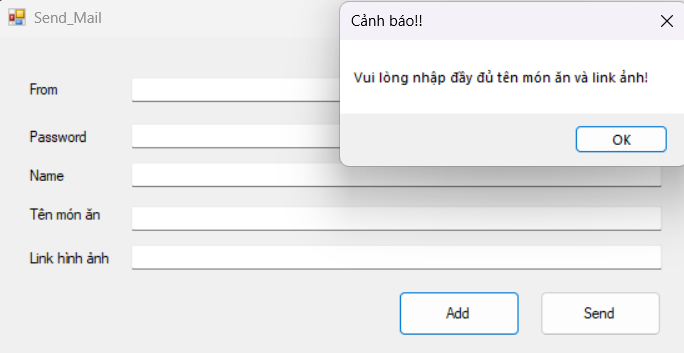 Send_Mail
Cảnh báo!!
Vui lòng nhập đầy đủ tên món ăn và link ảnh!
OK
From
Password
Name
Tên món ăn
Link hình ảnh
Add
Send